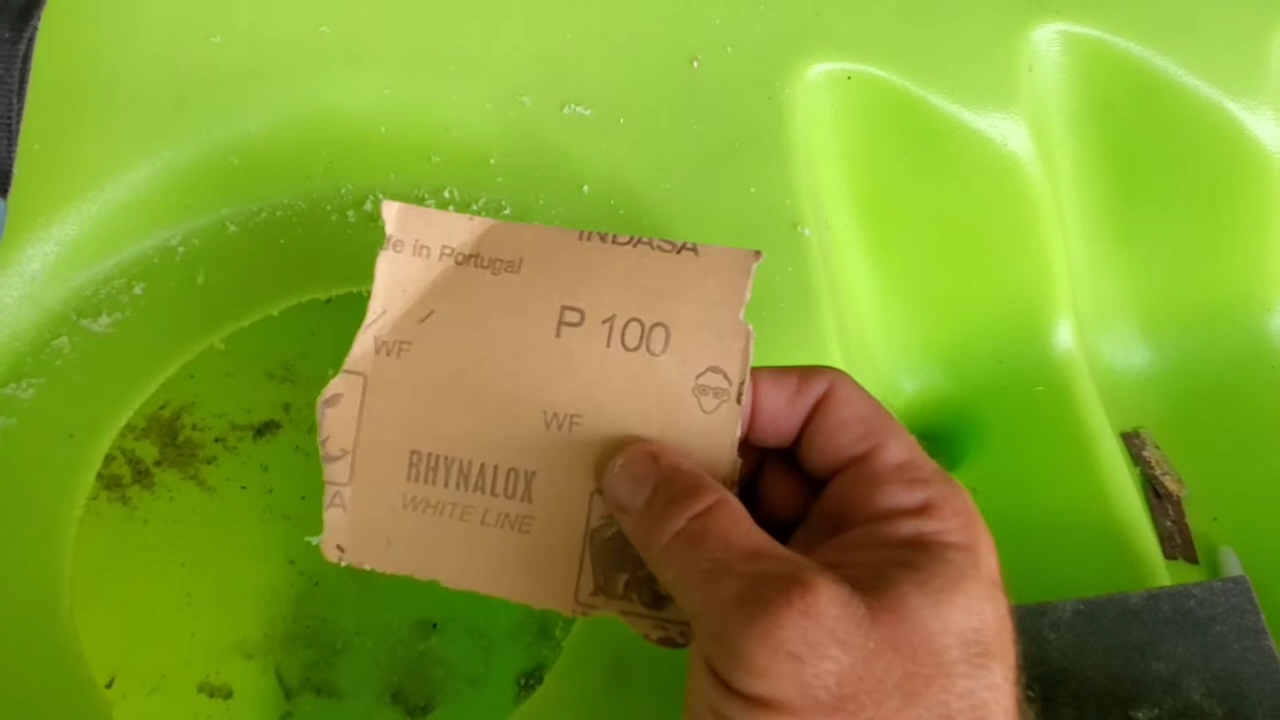 INDASA
de in Portugal
P 100
WF
WF
RHYNALOX
WHITE LINE
A